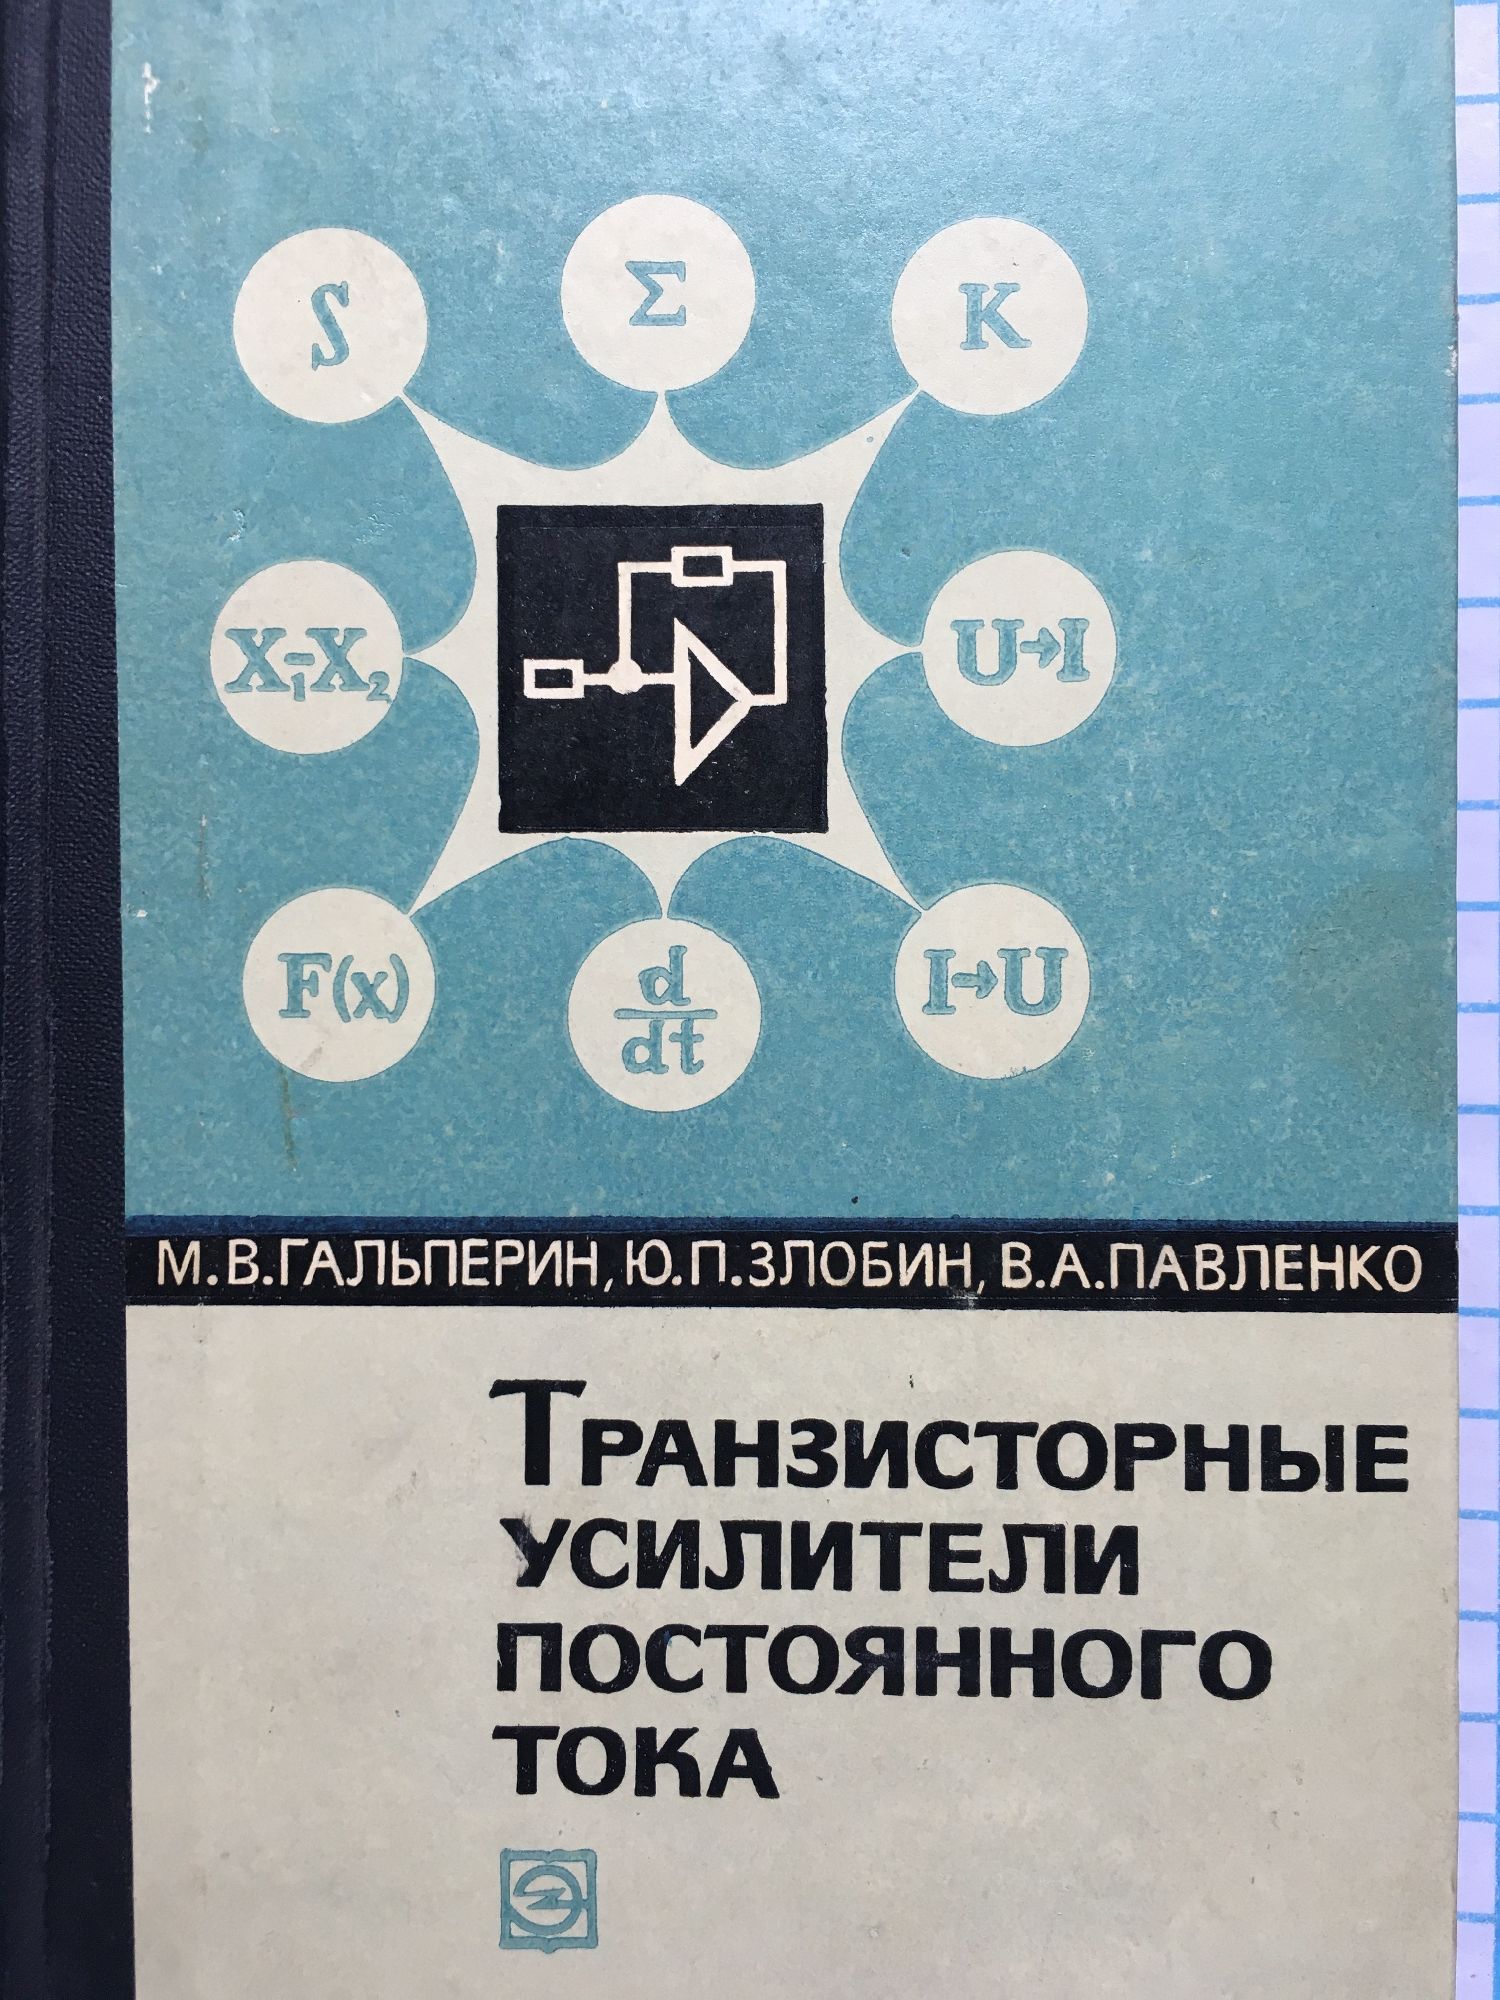 ∫
Σ
K
X₁-X₂
U→I
F(x)
d
dt
I→U
М.В.ГАЛЬПЕРИН, Ю.П.ЗЛОБИН, В.А.ПАВЛЕНКО
ТРАНЗИСТОРНЫЕ
УСИЛИТЕЛИ
ПОСТОЯННОГО
ТОКА
Э